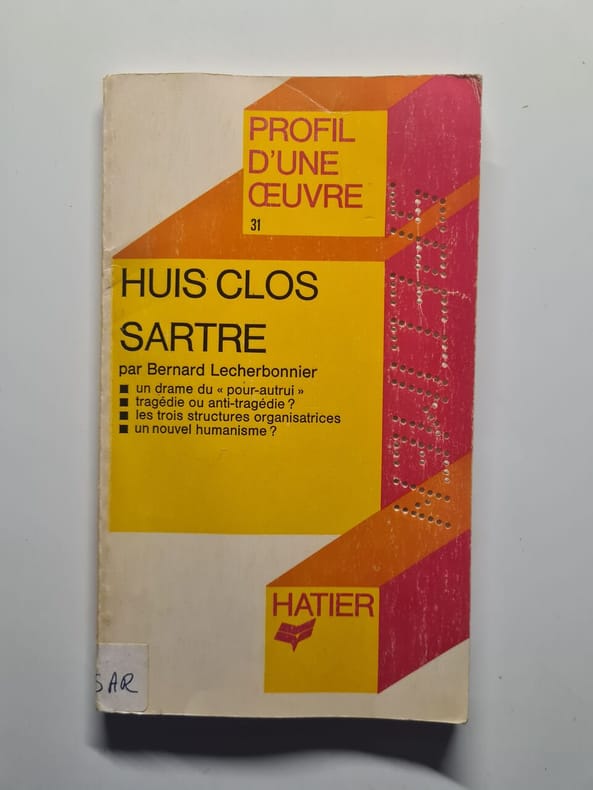 PROFIL
D'UNE
ŒUVRE
31
HUIS CLOS
SARTRE
par Bernard Lecherbonnier
■ un drame du « pour-autrui »
■ tragédie ou anti-tragédie ?
■ les trois structures organisatrices
■ un nouvel humanisme ?
HATIER
SAR